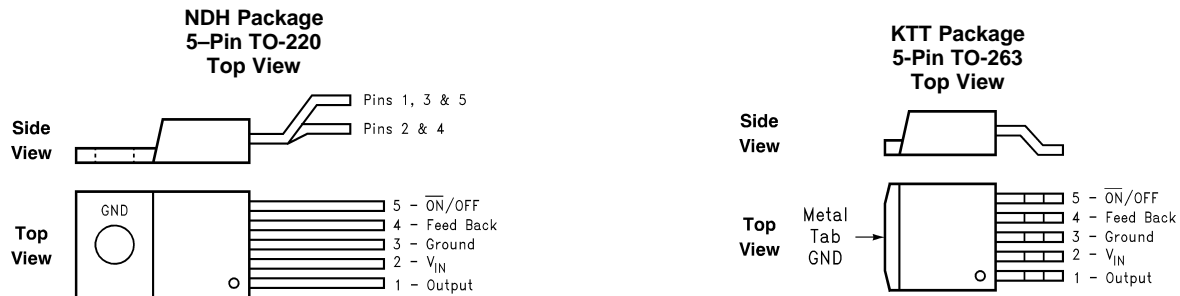 NDH Package
5–Pin TO-220
Top View
Side
View
Pins 1, 3 & 5
Pins 2 & 4
Top
View
GND
5 - O̅N̅/OFF
4 - Feed Back
3 - Ground
2 - VIN
1 - Output
KTT Package
5-Pin TO-263
Top View
Side
View
Top
View
Metal
Tab
GND
5 - O̅N̅/OFF
4 - Feed Back
3 - Ground
2 - VIN
1 - Output